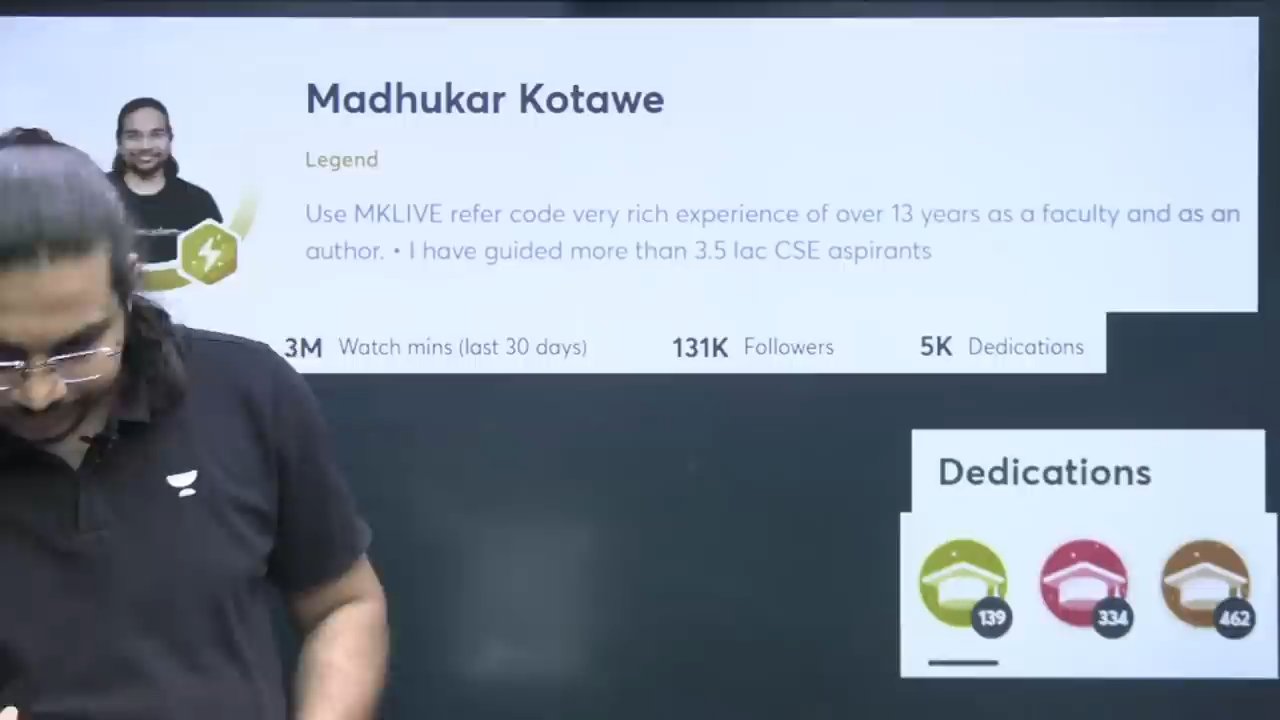 Madhukar Kotawe
Legend
Use MKLIVE refer code very rich experience of over 13 years as a faculty and as an
author. • I have guided more than 3.5 lac CSE aspirants
3M Watch mins (last 30 days) 131K Followers 5K Dedications
Dedications
139 334 462